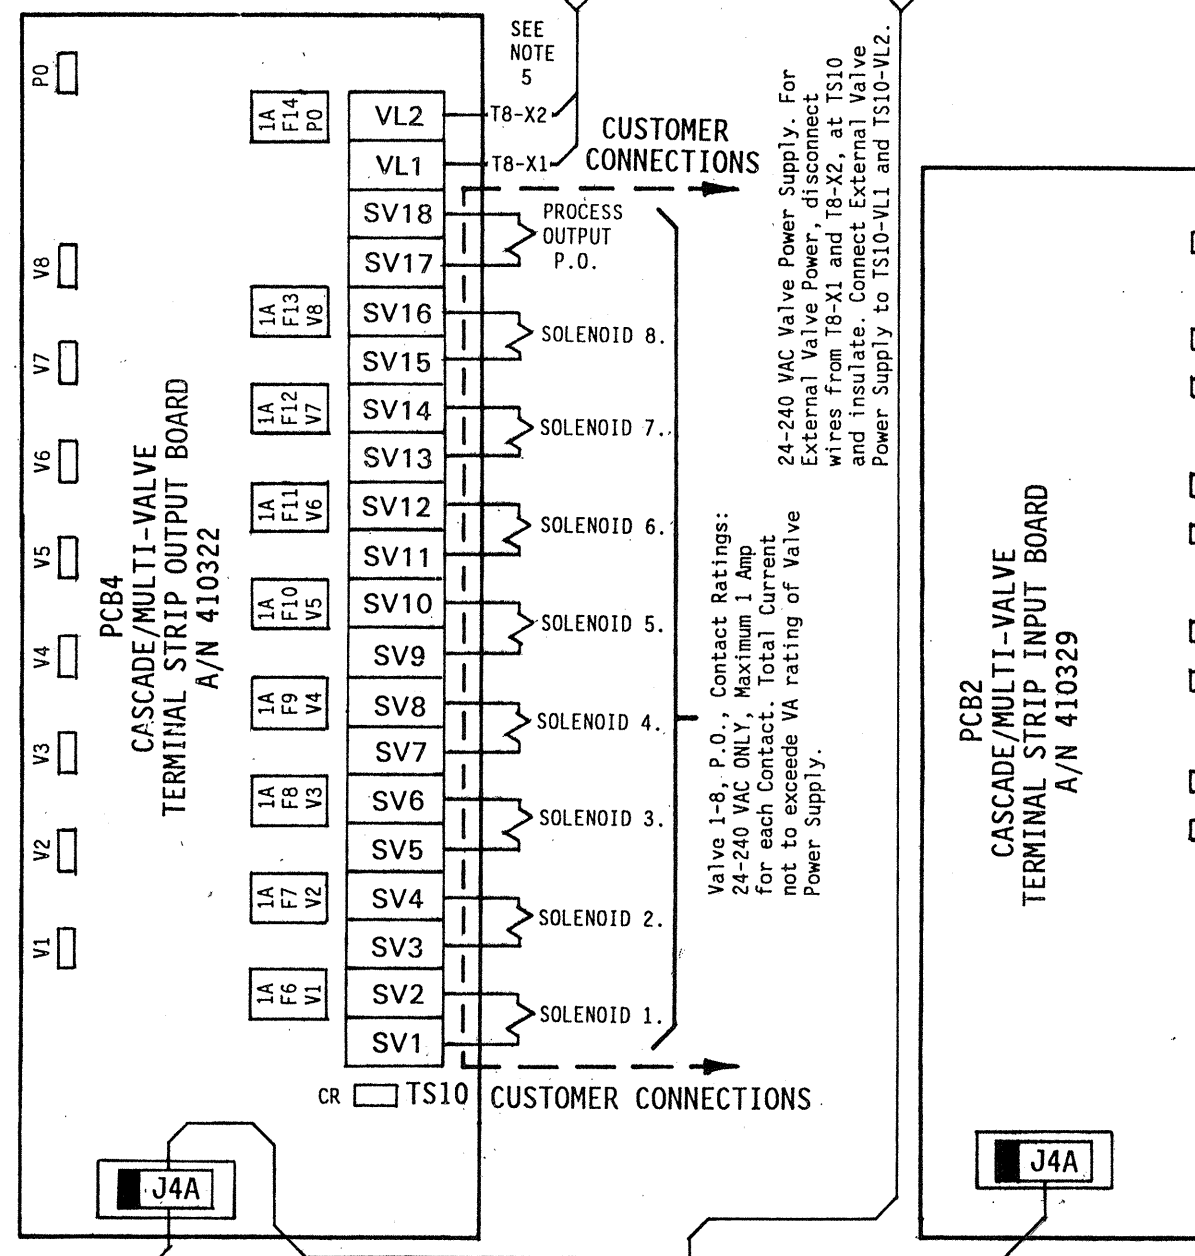 SEE
NOTE
5
P0
1A
F14
P0
VL2
T8-X2
VL1
T8-X1
CUSTOMER
CONNECTIONS
SV18
SV17
PROCESS
OUTPUT
P.O.
V8
1A
F13
V8
SV16
SV15
SOLENOID 8.
V7
1A
F12
V7
SV14
SV13
SOLENOID 7.
V6
1A
F11
V6
SV12
SV11
SOLENOID 6.
V5
1A
F10
V5
SV10
SV9
SOLENOID 5.
V4
1A
F9
V4
SV8
SV7
SOLENOID 4.
V3
1A
F8
V3
SV6
SV5
SOLENOID 3.
V2
1A
F7
V2
SV4
SV3
SOLENOID 2.
V1
1A
F6
V1
SV2
SV1
SOLENOID 1.
CR
TS10
CUSTOMER CONNECTIONS
PCB4
CASCADE/MULTI-VALVE
TERMINAL STRIP OUTPUT BOARD
A/N 410322
J4A
24-240 VAC Valve Power Supply. For
External Valve Power, disconnect
wires from T8-X1 and T8-X2, at TS10
and insulate. Connect External Valve
Power Supply to TS10-VL1 and TS10-VL2.
Valve 1-8, P.O., Contact Ratings:
24-240 VAC ONLY, Maximum 1 Amp
for each Contact. Total Current
not to exceede VA rating of Valve
Power Supply.
PCB2
CASCADE/MULTI-VALVE
TERMINAL STRIP INPUT BOARD
A/N 410329
J4A